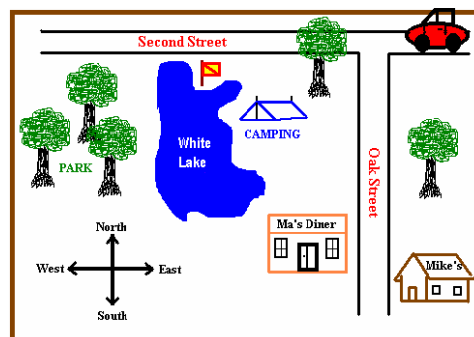 Second Street
White
Lake
CAMPING
PARK
Oak Street
Ma's Diner
North
West
East
South
Mike's